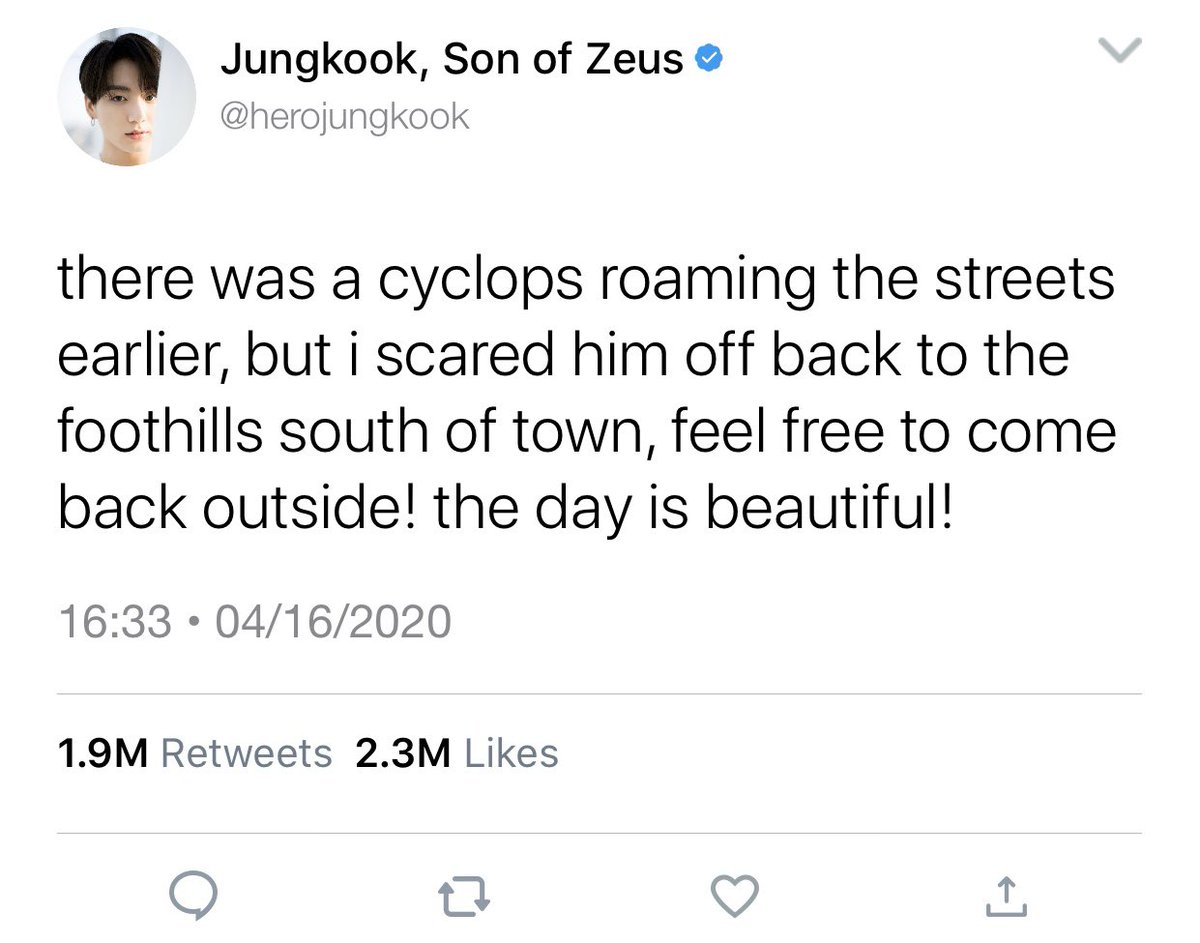 Jungkook, Son of Zeus
@herojungkook
there was a cyclops roaming the streets
earlier, but i scared him off back to the
foothills south of town, feel free to come
back outside! the day is beautiful!
16:33 • 04/16/2020
1.9M Retweets 2.3M Likes